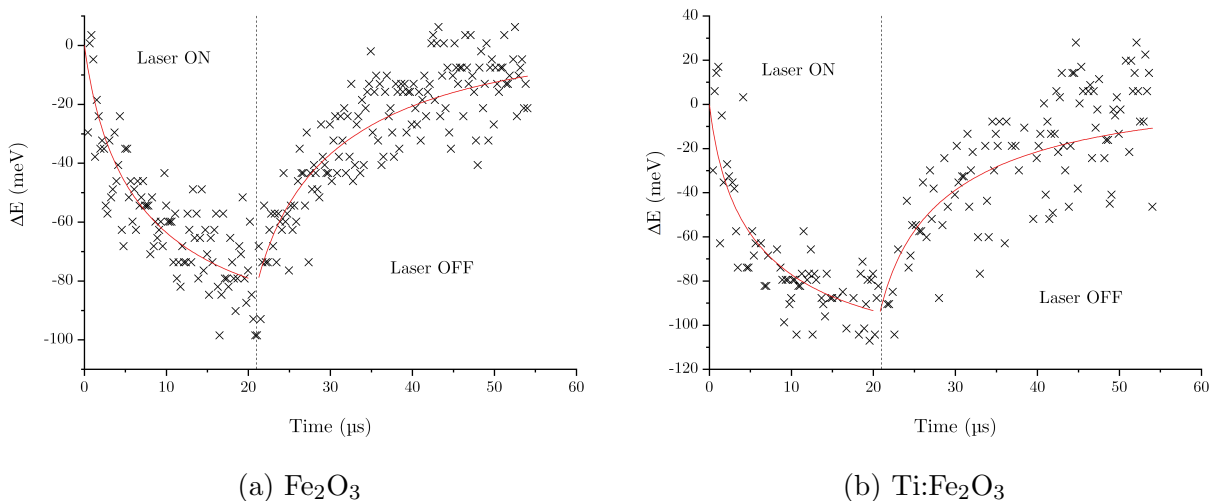 0
-20
-40
-60
-80
-100
ΔE (meV)
Laser ON
Laser OFF
0 10 20 30 40 50 60
Time (µs)
(a) Fe₂O₃
40
20
0
-20
-40
-60
-80
-100
-120
ΔE (meV)
Laser ON
Laser OFF
0 10 20 30 40 50 60
Time (µs)
(b) Ti:Fe₂O₃